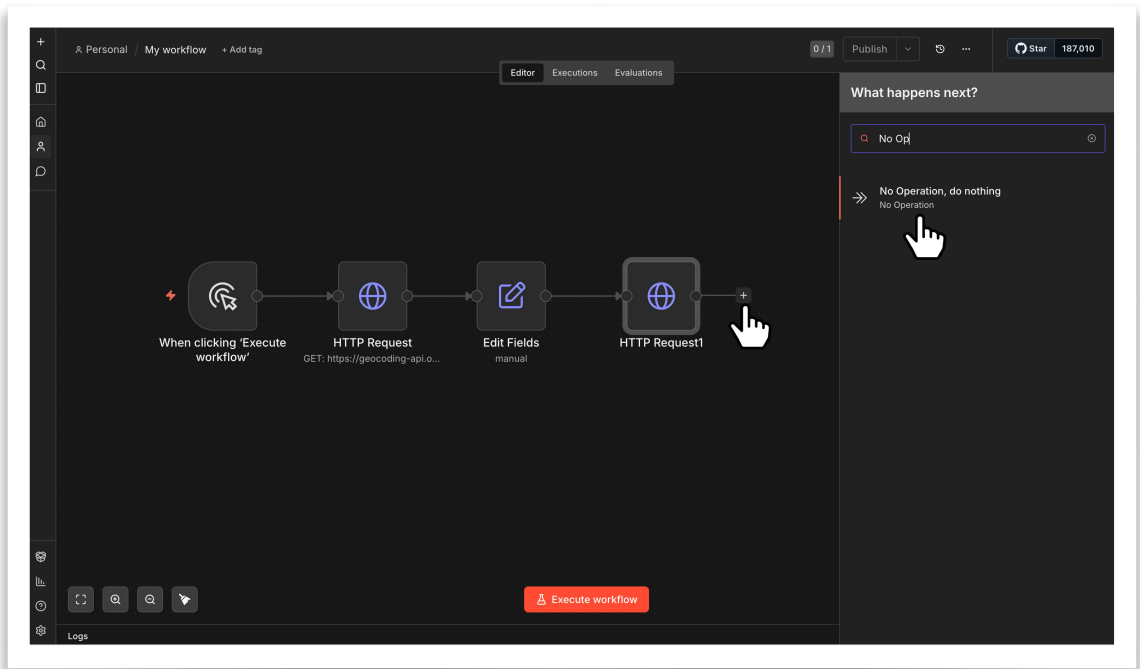 Personal / My workflow + Add tag
0 / 1
Publish
Star 187,010
Editor Executions Evaluations
What happens next?
No Op
No Operation, do nothing
No Operation
When clicking ‘Execute
workflow’
HTTP Request
GET: https://geocoding-api.o...
Edit Fields
manual
HTTP Request1
Execute workflow
Logs